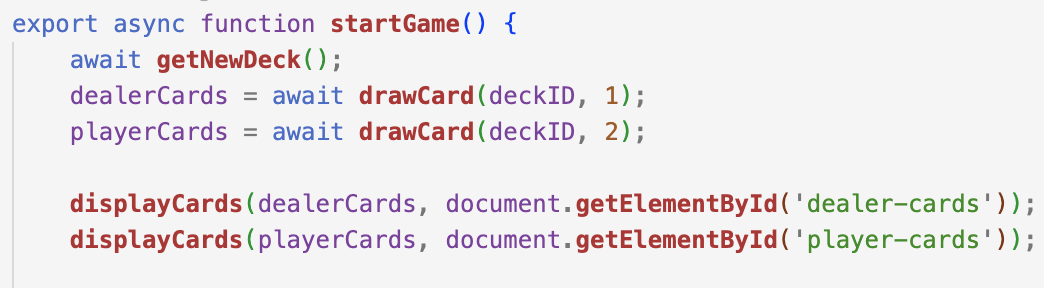 export async function startGame() {
    await getNewDeck();
    dealerCards = await drawCard(deckID, 1);
    playerCards = await drawCard(deckID, 2);

    displayCards(dealerCards, document.getElementById('dealer-cards'));
    displayCards(playerCards, document.getElementById('player-cards'));